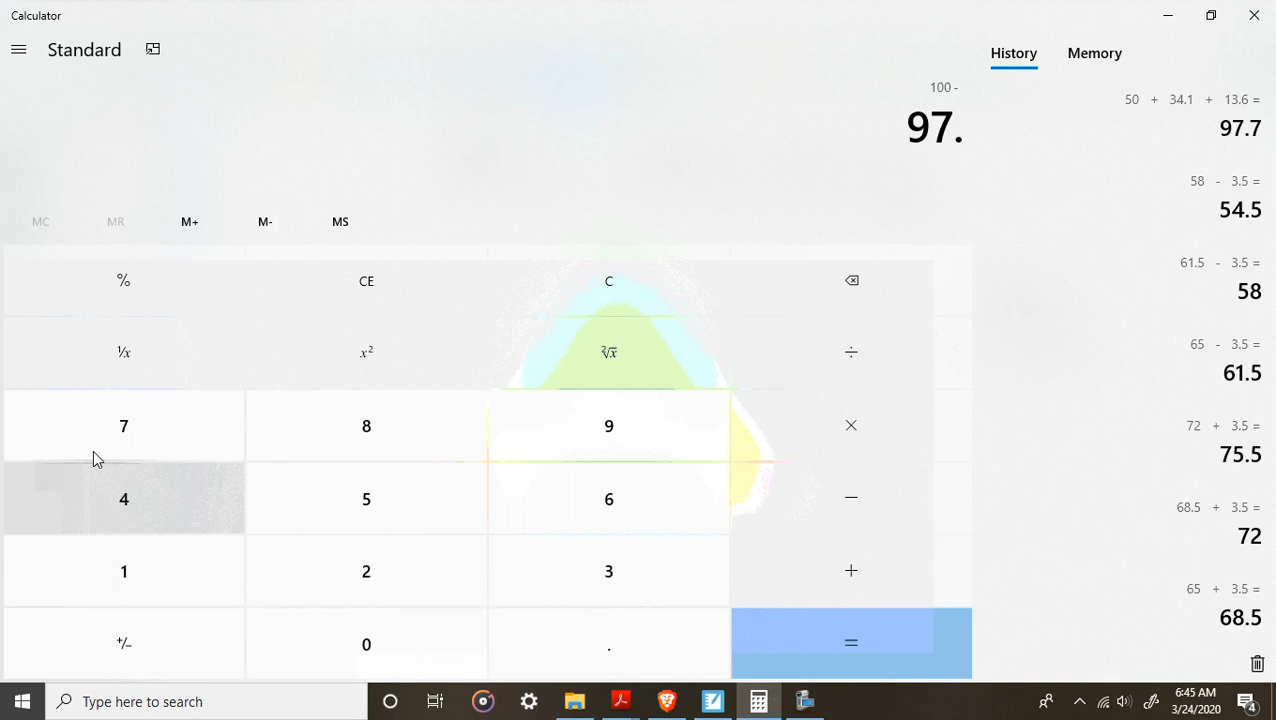 Calculator
Standard
History Memory
100 -
97.
MC MR M+ M- MS
% CE C
⅟x x² ²√x ÷
7 8 9 ×
4 5 6 −
1 2 3 +
+/− 0 . =
50 + 34.1 + 13.6 =
97.7
58 - 3.5 =
54.5
61.5 - 3.5 =
58
65 - 3.5 =
61.5
72 + 3.5 =
75.5
68.5 + 3.5 =
72
65 + 3.5 =
68.5
Type here to search
6:45 AM
3/24/2020
4